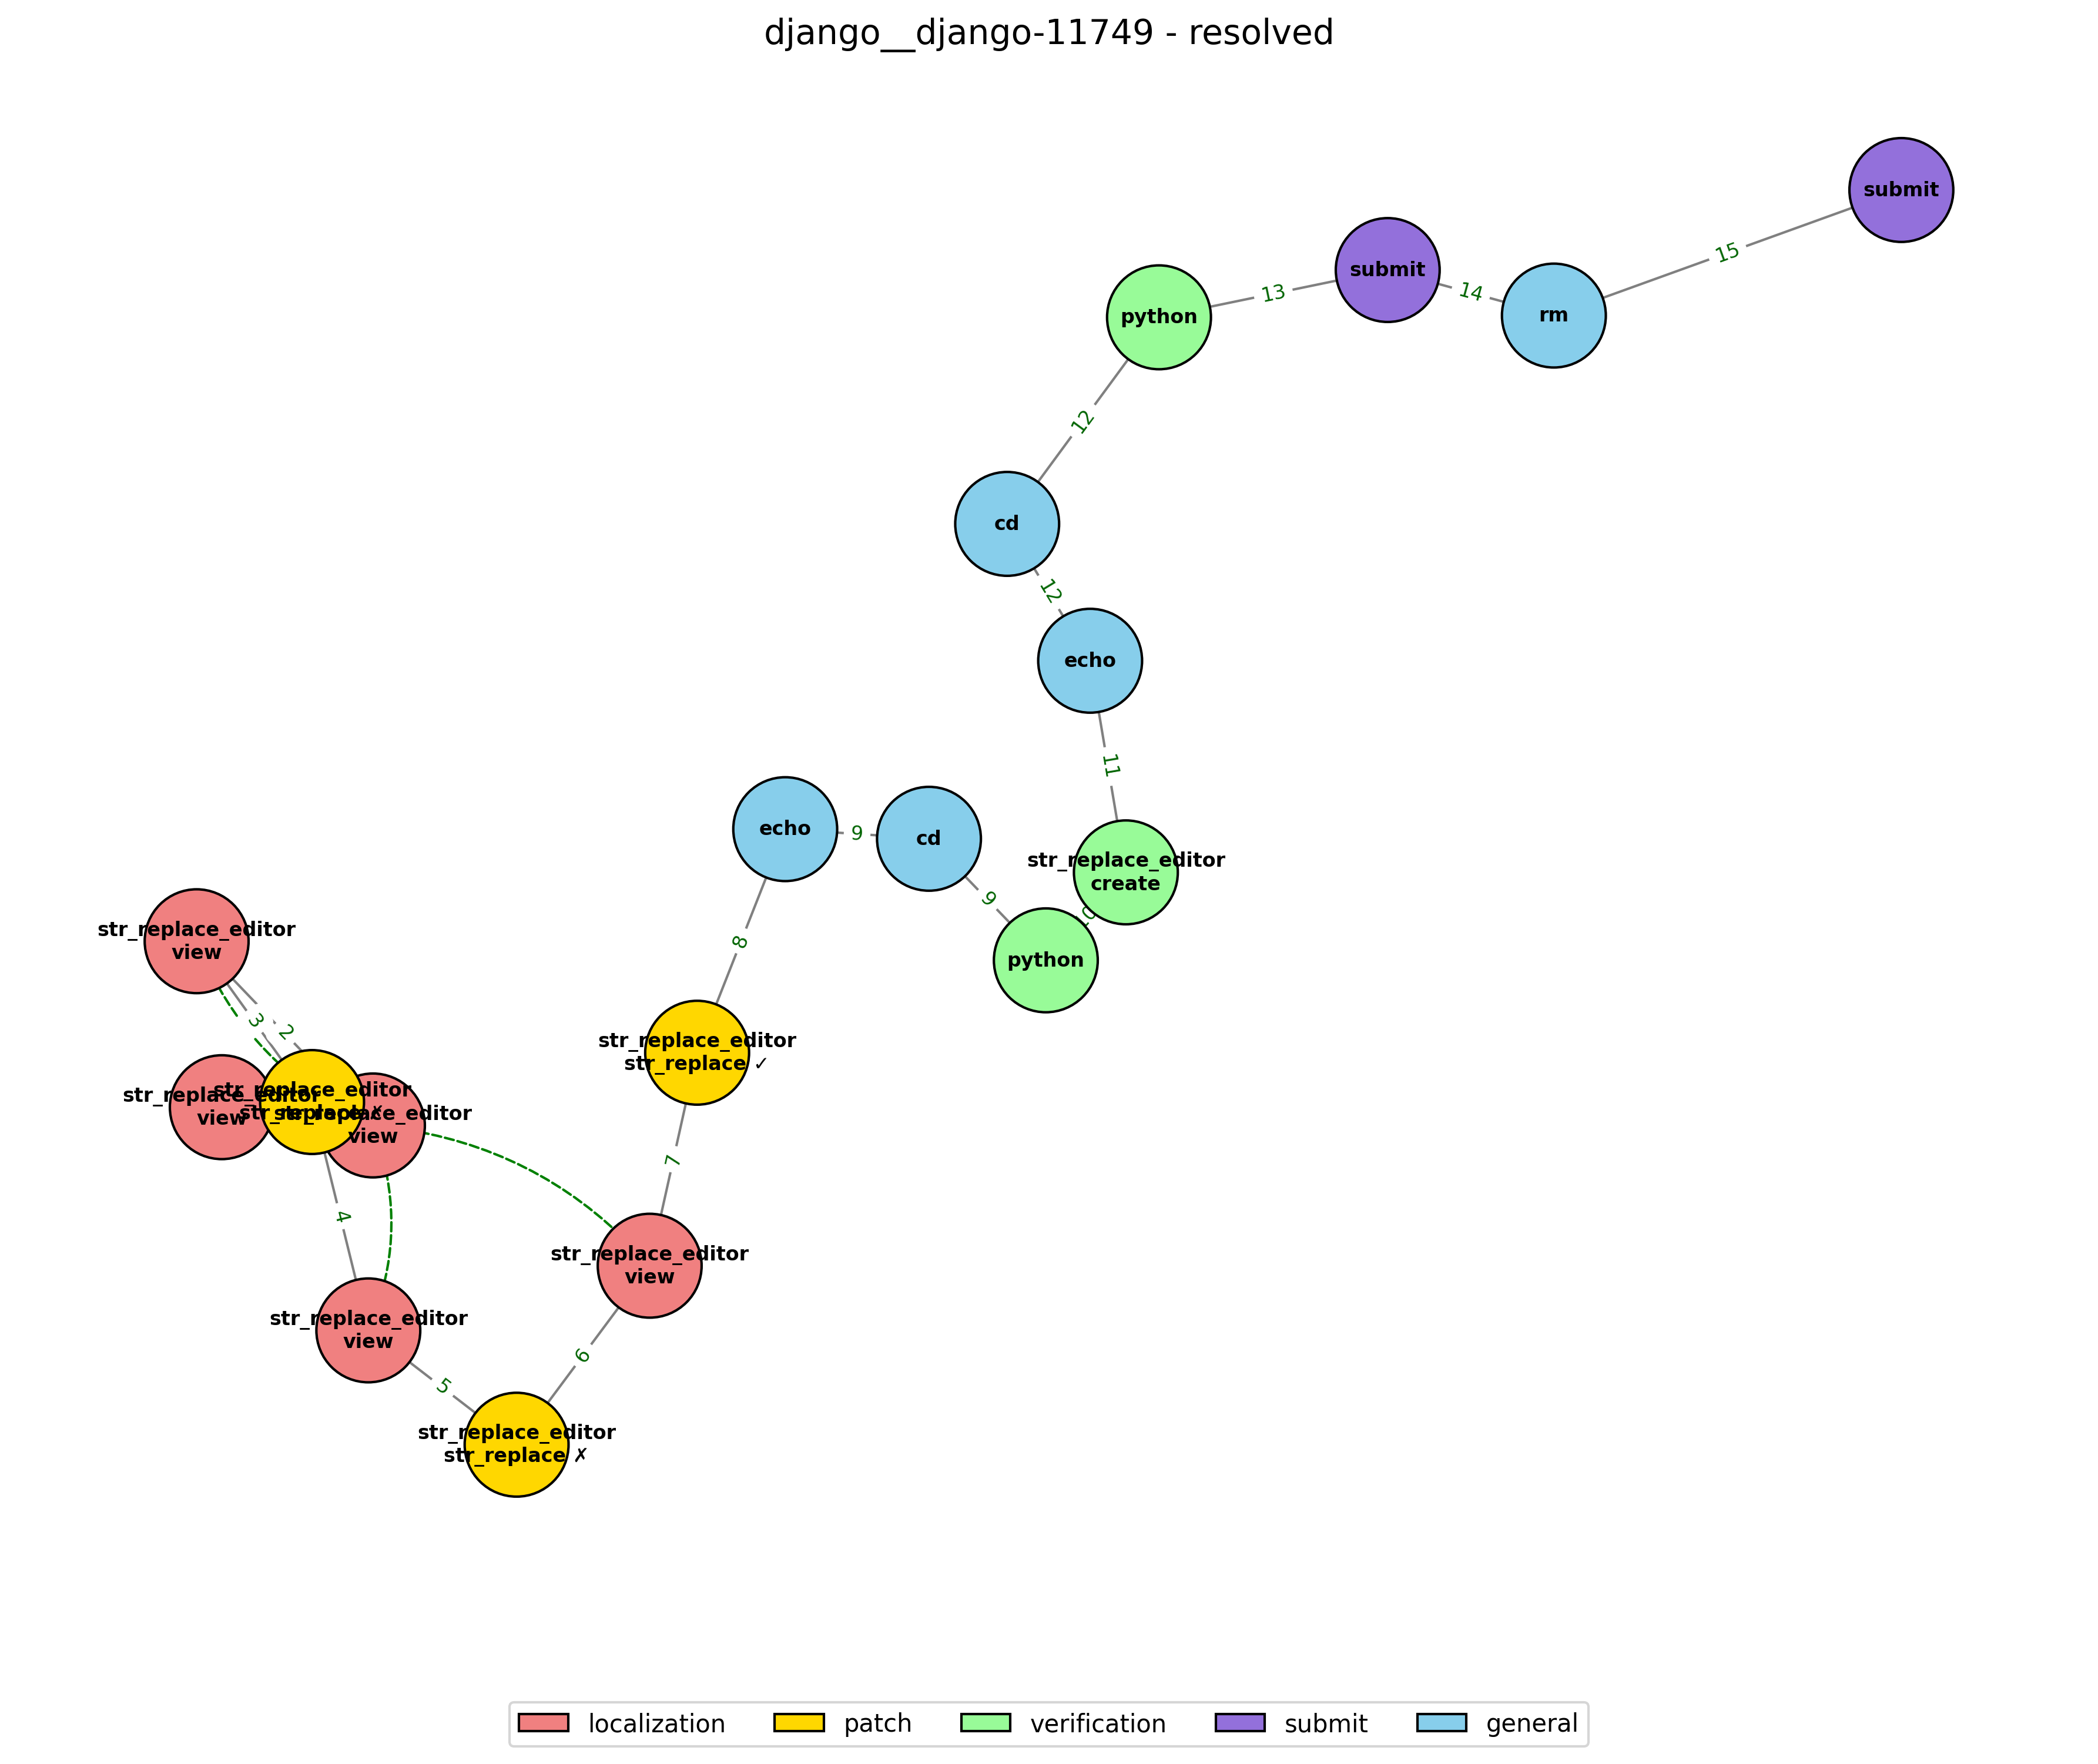 django__django-11749 - resolved
submit
15
submit
13
14
python
rm
12
cd
12
echo
11
echo
9
cd
str_replace_editor
create
9
python
8
str_replace_editor
view
3
2
str_replace_editor
str_replace ✓
str_replace_editor
view
str_replace_editor
str_replace
str_replace_editor
view
7
4
str_replace_editor
view
str_replace_editor
view
6
5
str_replace_editor
str_replace ✗
localization
patch
verification
submit
general